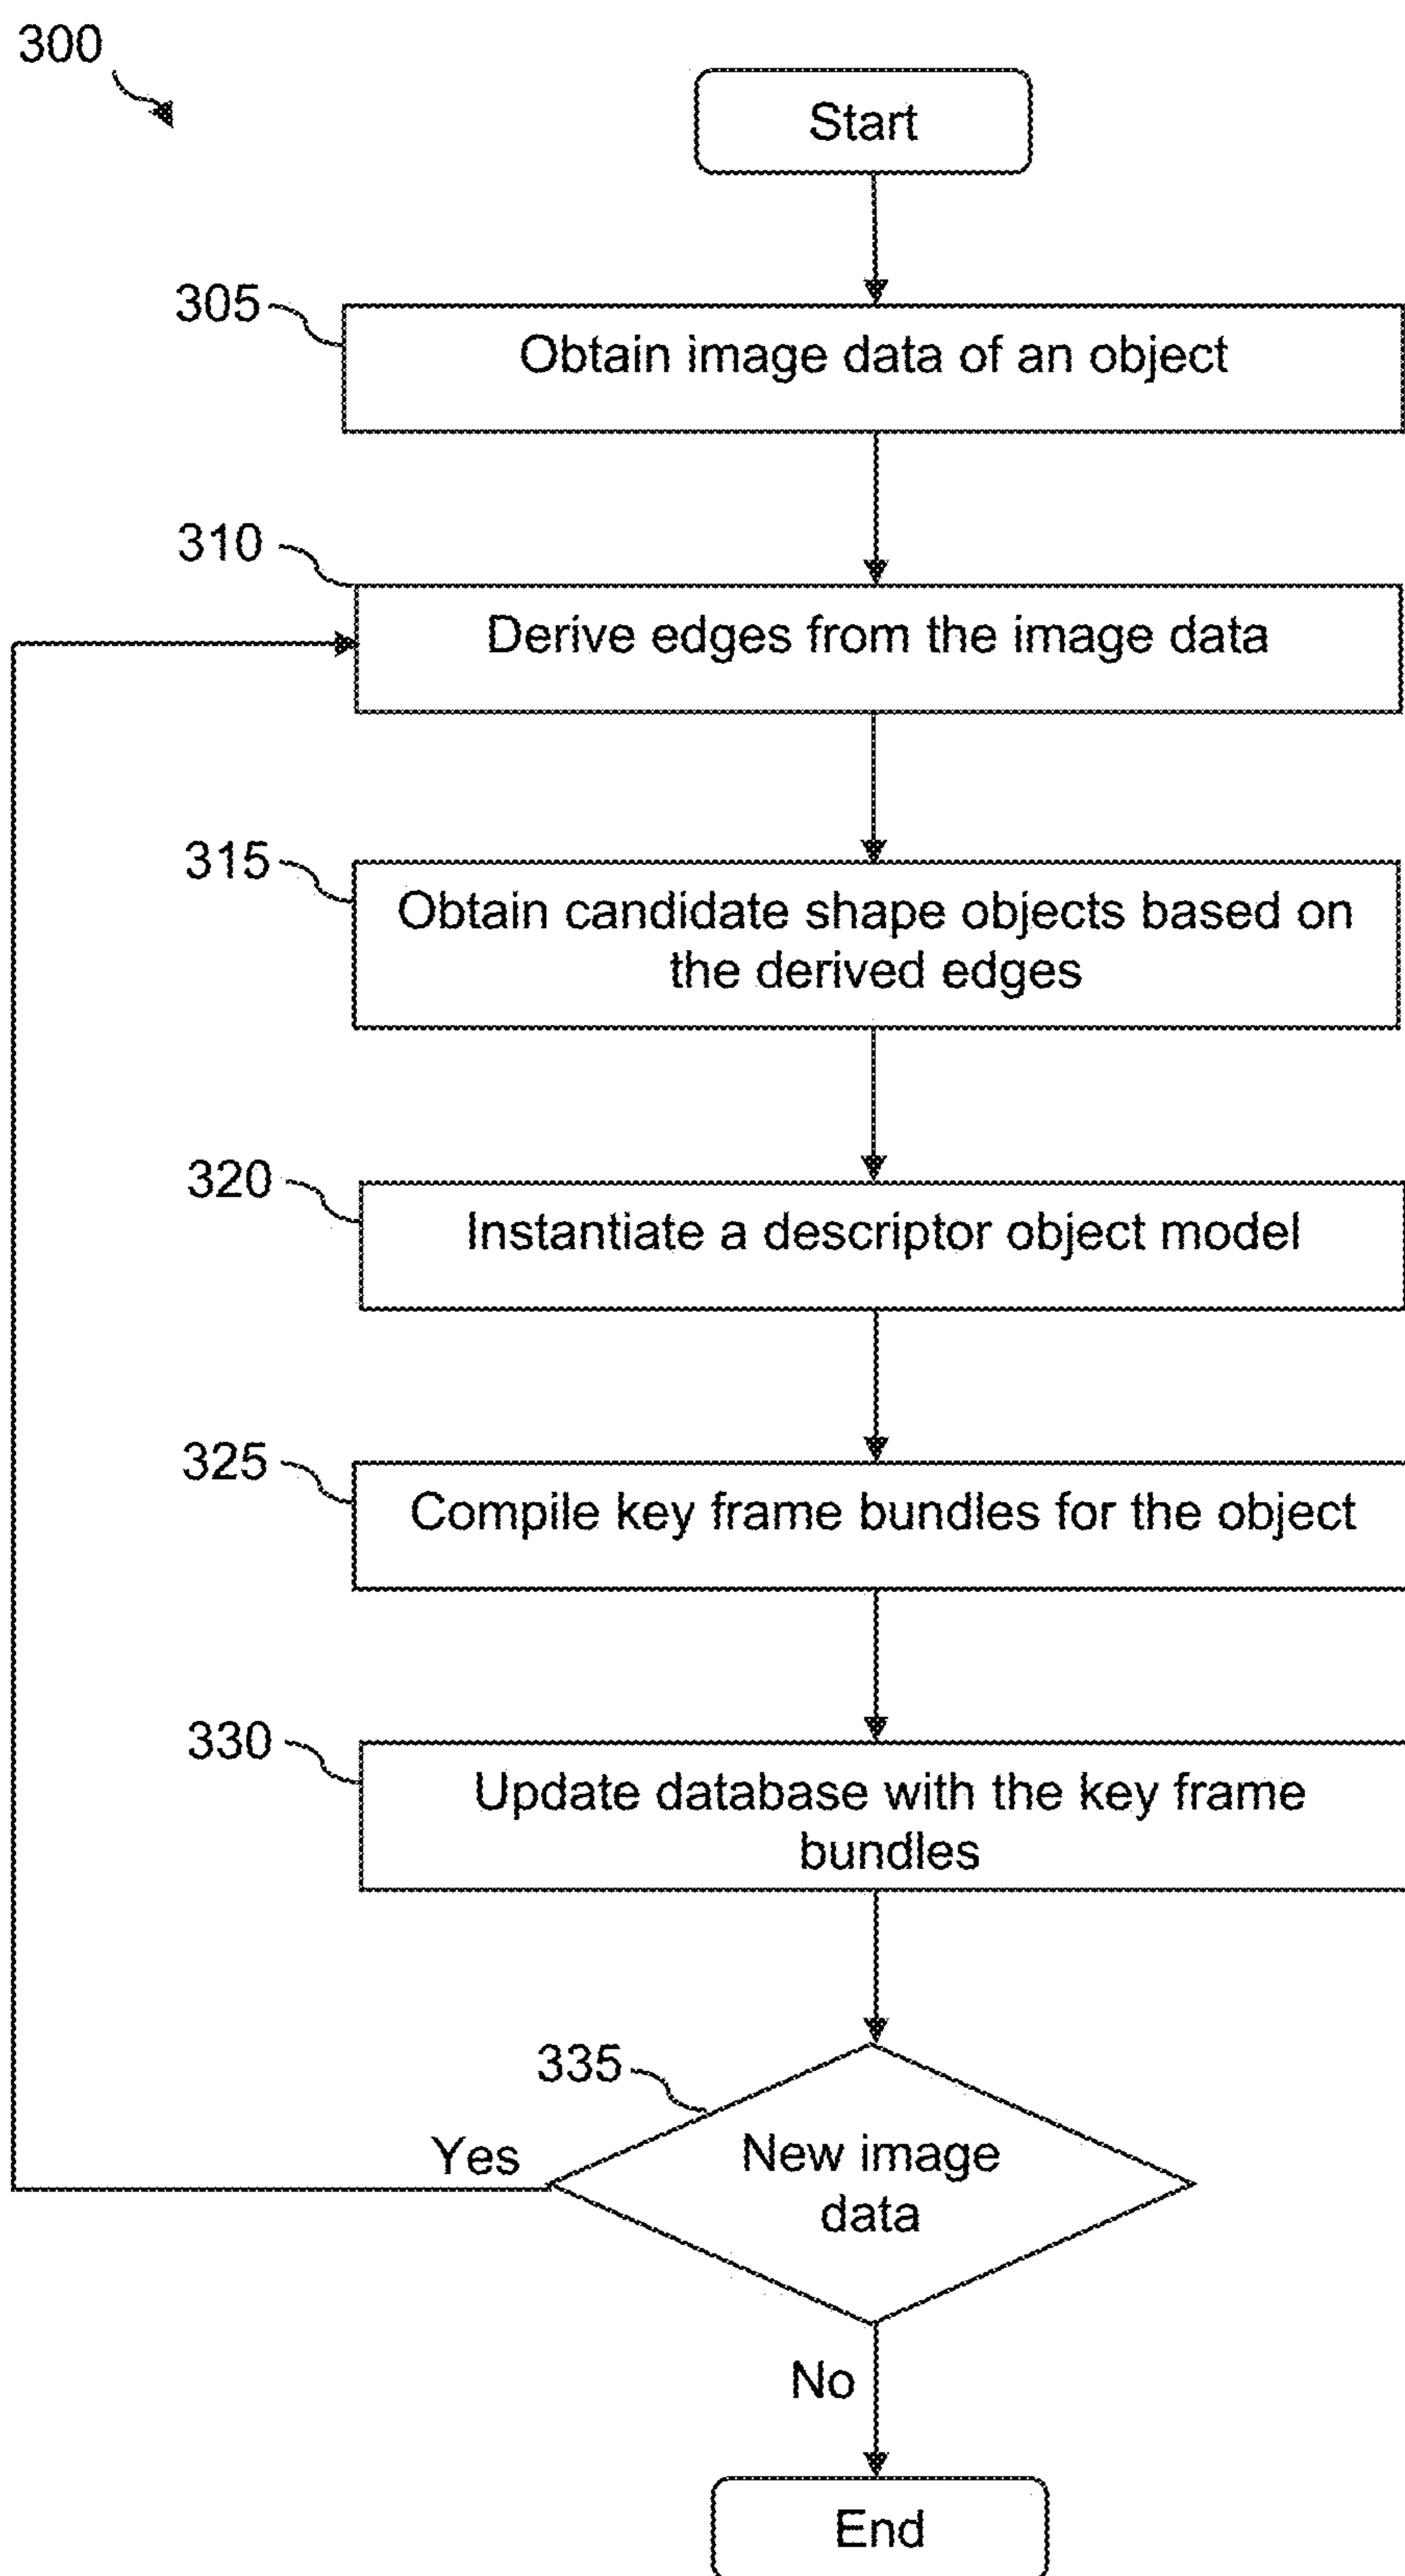 300
Start
305
Obtain image data of an object
310
Derive edges from the image data
315
Obtain candidate shape objects based on
the derived edges
320
Instantiate a descriptor object model
325
Compile key frame bundles for the object
330
Update database with the key frame
bundles
335
New image
data
Yes
No
End